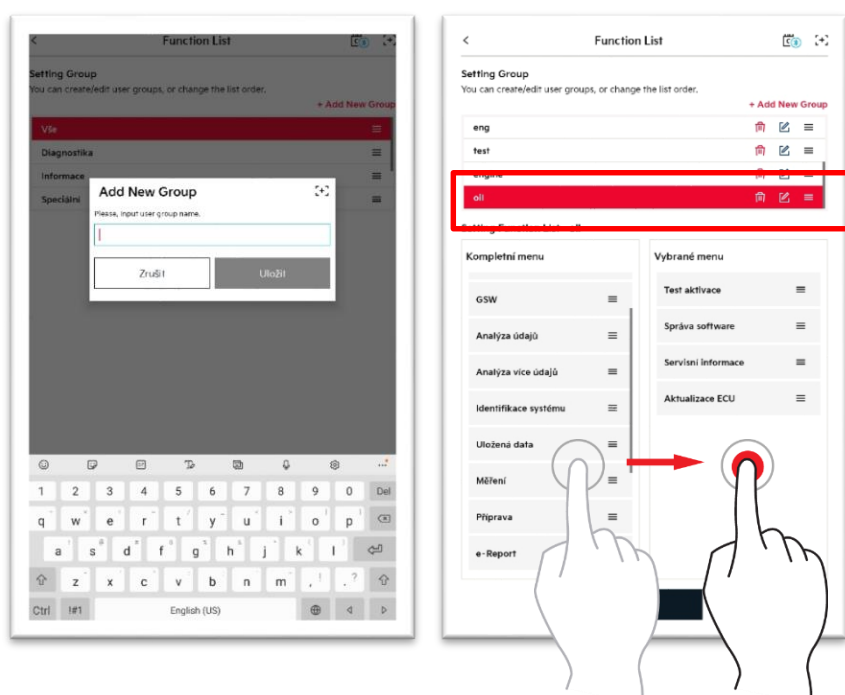 Function List
Setting Group
You can create/edit user groups, or change the list order.
+ Add New Group
Vše
Diagnostika
Informace
Speciální
Add New Group
Please, input user group name.
Zrušit
Uložit
1 2 3 4 5 6 7 8 9 0 Del
q w e r t y u i o p
a s d f g h j k l
z x c v b n m , ! . ?
Ctrl !#1 English (US)
Function List
Setting Group
You can create/edit user groups, or change the list order.
+ Add New Group
eng
test
engine
oil
Kompletní menu
GSW
Analýza údajů
Analýza více údajů
Identifikace systému
Uložená data
Měření
Příprava
e-Report
Vybrané menu
Test aktivace
Správa software
Servisní informace
Aktualizace ECU